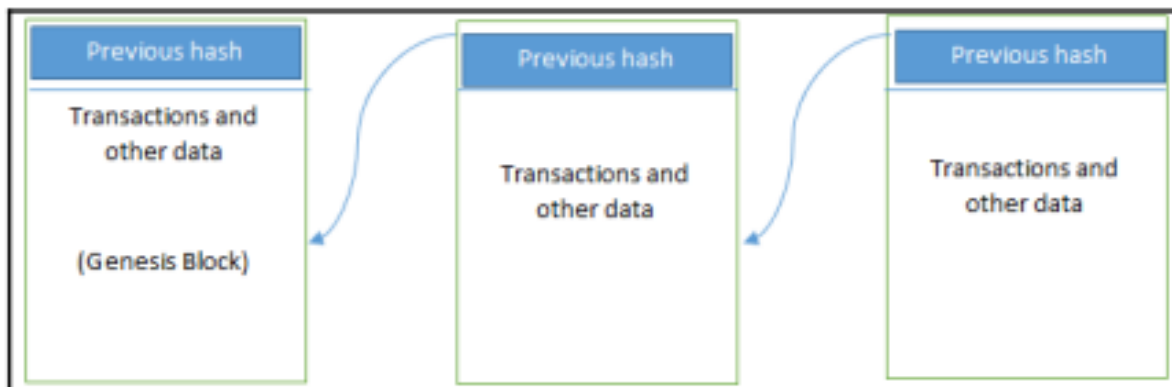 Previous hash
Transactions and
other data
(Genesis Block)
Previous hash
Transactions and
other data
Previous hash
Transactions and
other data